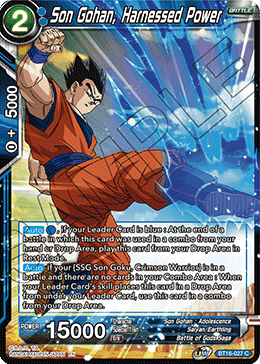 2
Son Gohan, Harnessed Power
BATTLE
+ 5000
SAMPLE
Auto , if your Leader Card is blue : At the end of a
battle in which this card was used in a combo from your
hand or Drop Area, play this card from your Drop Area in
Rest Mode.
Auto if your {SSG Son Goku, Crimson Warrior} is in a
battle and there are no cards in your Combo Area : When
your Leader Card's skill places this card in a Drop Area
from under your Leader Card, use this card in a combo
from your Drop Area.
POWER
15000
Character
Son Gohan : Adolescence
Special Trait
Saiyan/Earthling
Era
Battle of Gods Saga
BT16-027 C